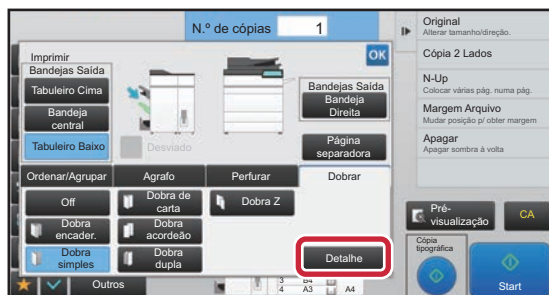 N.º de cópias 1
Imprimir
OK
Bandejas Saída
Tabuleiro Cima
Bandeja
central
Tabuleiro Baixo
Desviado
Bandejas Saída
Bandeja
Direita
Página
separadora
Ordenar/Agrupar
Agrafo
Perfurar
Dobrar
Off
Dobra de
carta
Dobra Z
Dobra
encader.
Dobra
acordeão
Dobra
simples
Dobra
dupla
Detalhe
Outros
3 B4
4 A3
A4
Original
Alterar tamanho/direção.
Cópia 2 Lados
N-Up
Colocar várias pág. numa pág.
Margem Arquivo
Mudar posição p/ obter margem
Apagar
Apagar sombra à volta
Pré-
visualização
CA
Cópia
tipográfica
Start